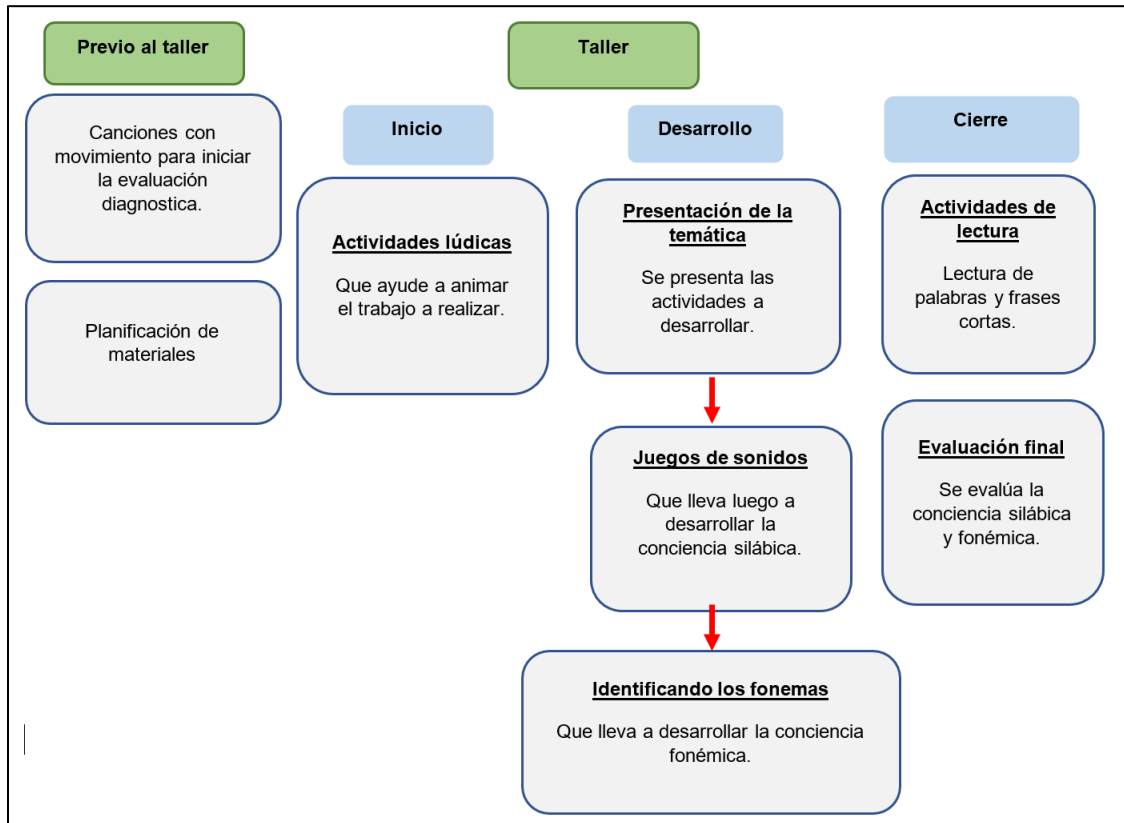 Previo al taller
Canciones con
movimiento para iniciar
la evaluación
diagnostica.
Planificación de
materiales
Taller
Inicio
Actividades lúdicas
Que ayude a animar
el trabajo a realizar.
Desarrollo
Presentación de la
temática
Se presenta las
actividades a
desarrollar.
Juegos de sonidos
Que lleva luego a
desarrollar la
conciencia silábica.
Identificando los fonemas
Que lleva a desarrollar la conciencia
fonémica.
Cierre
Actividades de
lectura
Lectura de
palabras y frases
cortas.
Evaluación final
Se evalúa la
conciencia silábica
y fonémica.